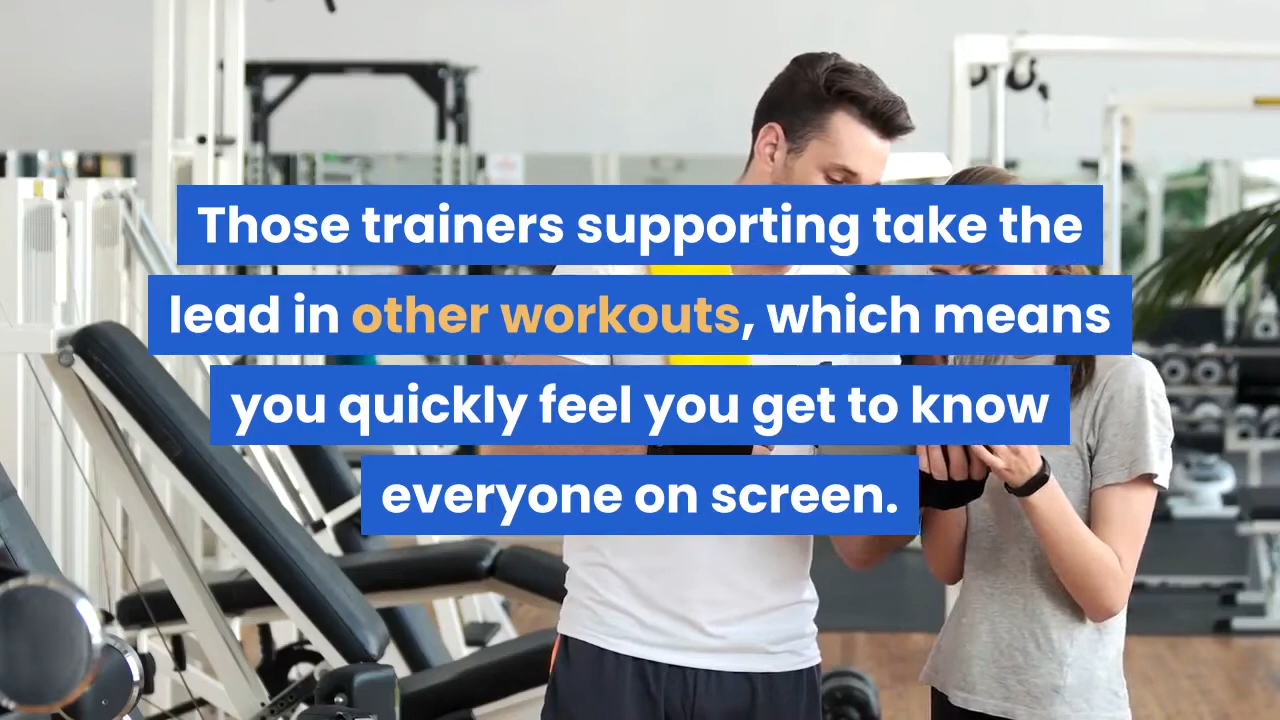 Those trainers supporting take the
lead in other workouts, which means
you quickly feel you get to know
everyone on screen.